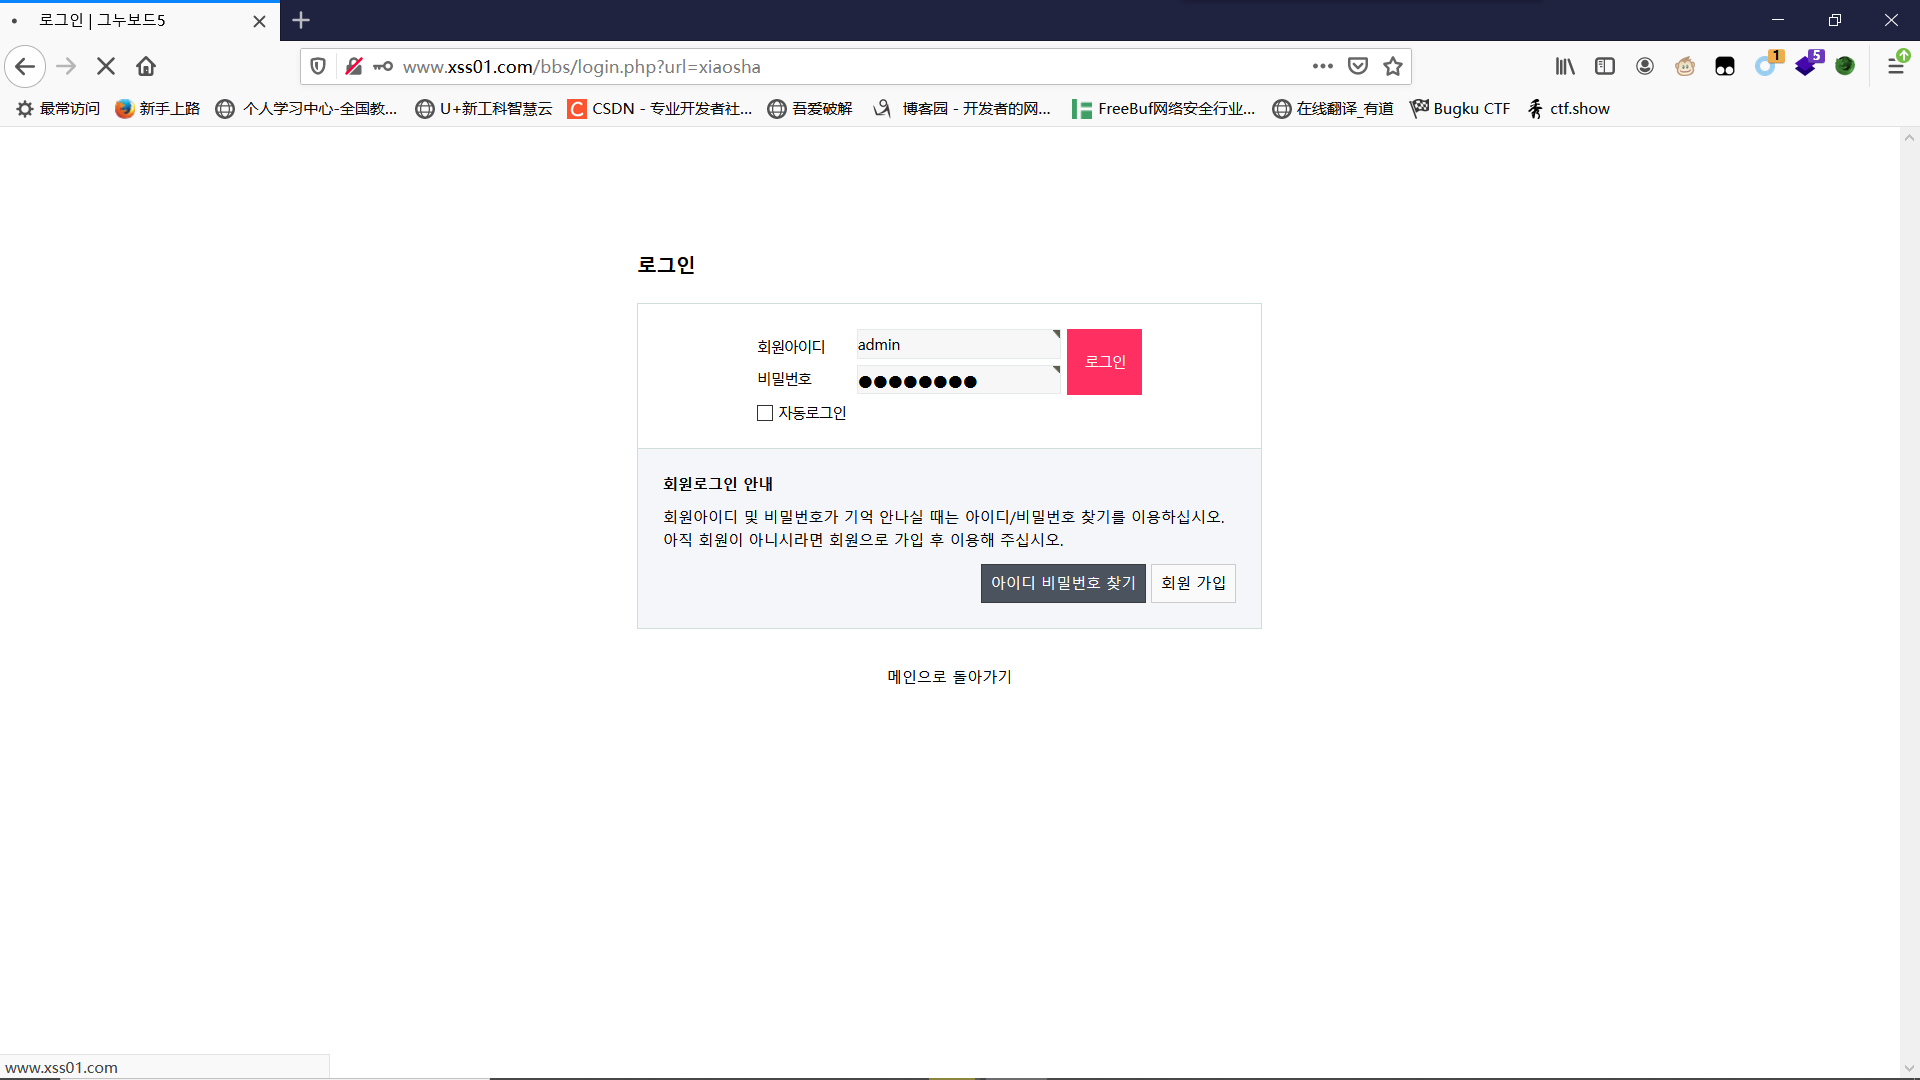 로그인 | 그누보드5
www.xss01.com/bbs/login.php?url=xiaosha
1
5
最常访问
新手上路
个人学习中心-全国教...
U+新工科智慧云
CSDN - 专业开发者社...
吾爱破解
博客园 - 开发者的网...
FreeBuf网络安全行业...
在线翻译_有道
Bugku CTF
ctf.show
로그인
회원아이디
admin
로그인
비밀번호
●●●●●●●●
자동로그인
회원로그인 안내
회원아이디 및 비밀번호가 기억 안나실 때는 아이디/비밀번호 찾기를 이용하십시오.
아직 회원이 아니시라면 회원으로 가입 후 이용해 주십시오.
아이디 비밀번호 찾기
회원 가입
메인으로 돌아가기
www.xss01.com